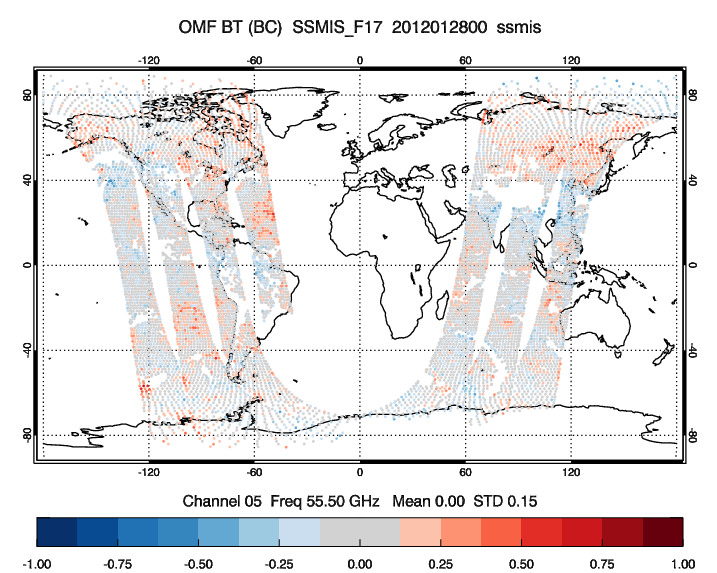 OMF BT (BC) SSMIS_F17 2012012800 ssmis
-120 -60 0 60 120
80 80
40 40
0 0
-40 -40
-80 -80
-120 -60 0 60 120
Channel 05 Freq 55.50 GHz Mean 0.00 STD 0.15
-1.00 -0.75 -0.50 -0.25 0.00 0.25 0.50 0.75 1.00